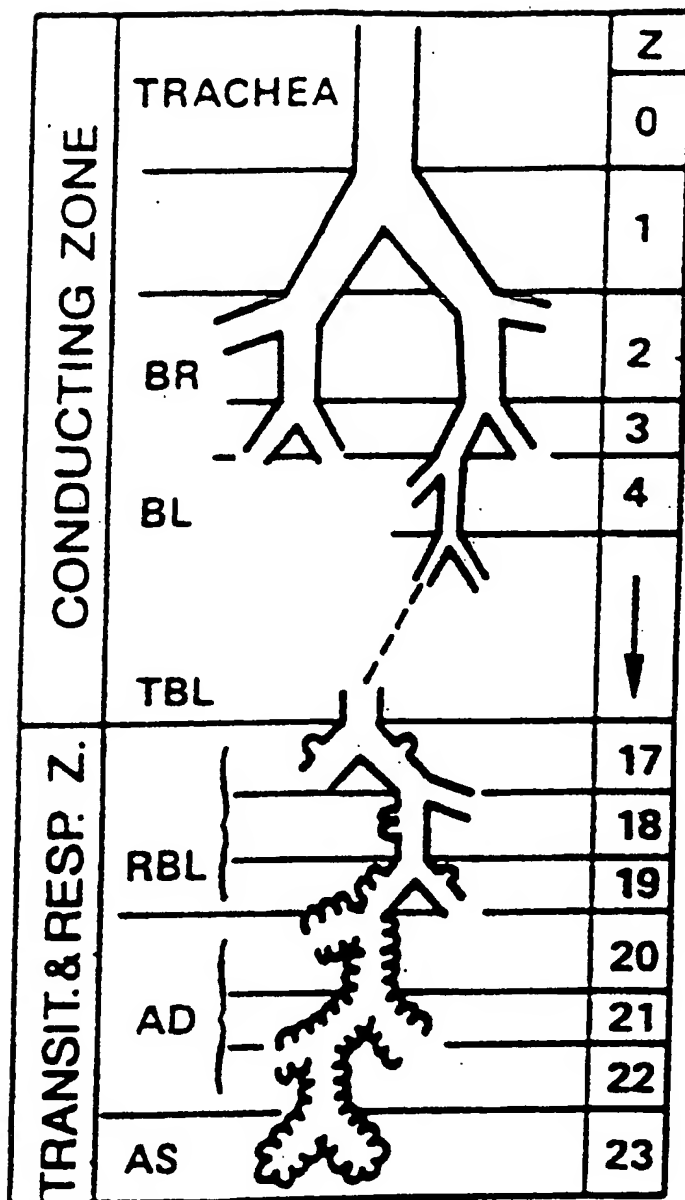 Z
TRACHEA
0
CONDUCTING ZONE
1
2
BR
3
4
BL
TBL
TRANSIT. & RESP. Z.
17
18
RBL
19
20
AD
21
22
AS
23